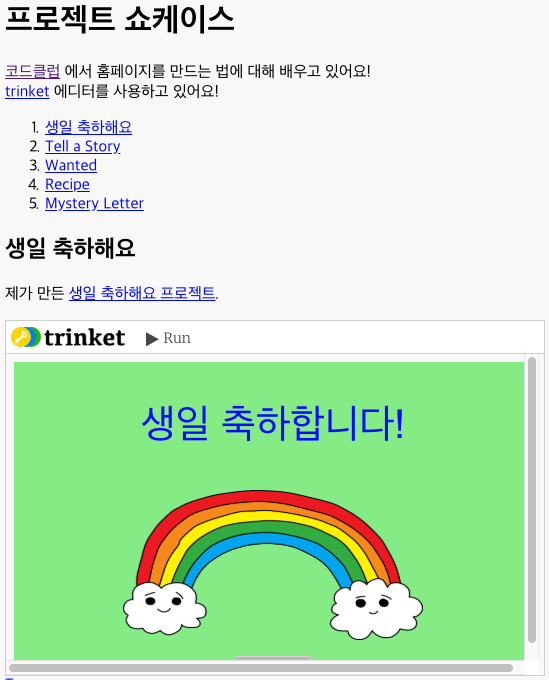 프로젝트 쇼케이스
코드클럽 에서 홈페이지를 만드는 법에 대해 배우고 있어요!
trinket 에디터를 사용하고 있어요!
1. 생일 축하해요
2. Tell a Story
3. Wanted
4. Recipe
5. Mystery Letter
생일 축하해요
제가 만든 생일 축하해요 프로젝트.
trinket Run
생일 축하합니다!